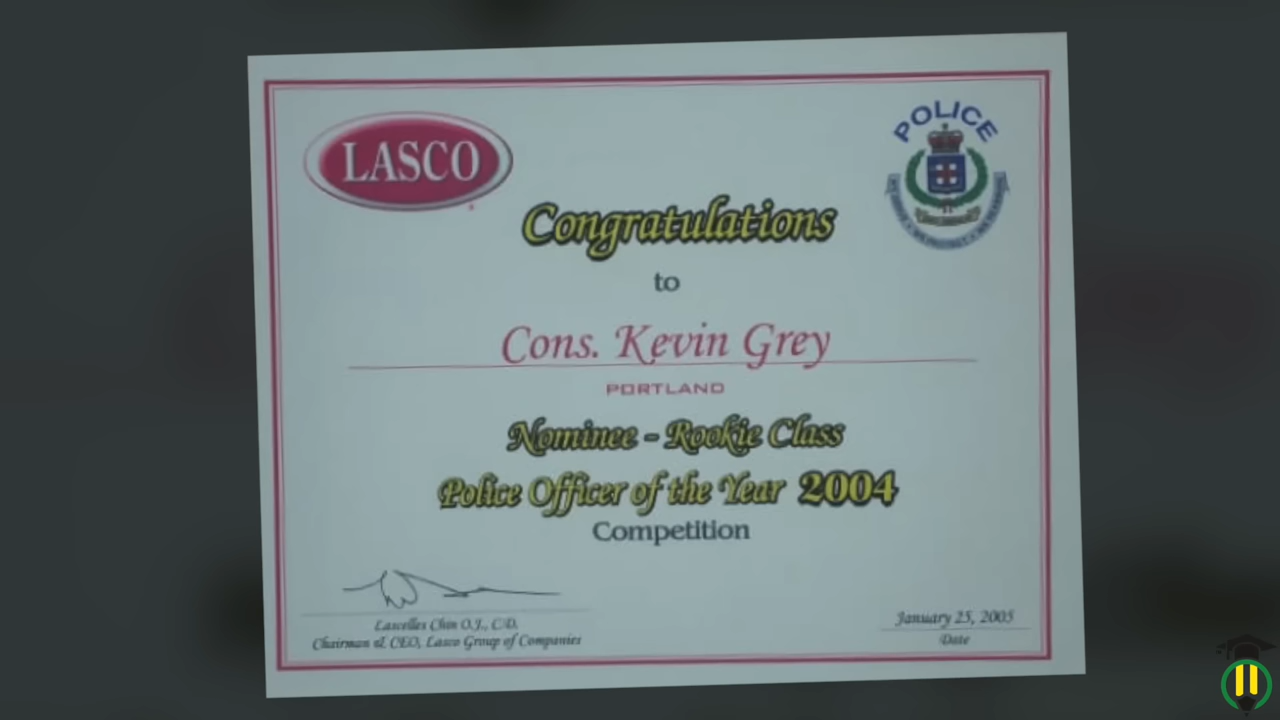 LASCO
POLICE
Congratulations
to
Cons. Kevin Grey
PORTLAND
Nominee - Rookie Class
Police Officer of the Year 2004
Competition
Lascelles Chin O.J., C.D.
Chairman & CEO, Lasco Group of Companies
January 25, 2005
Date